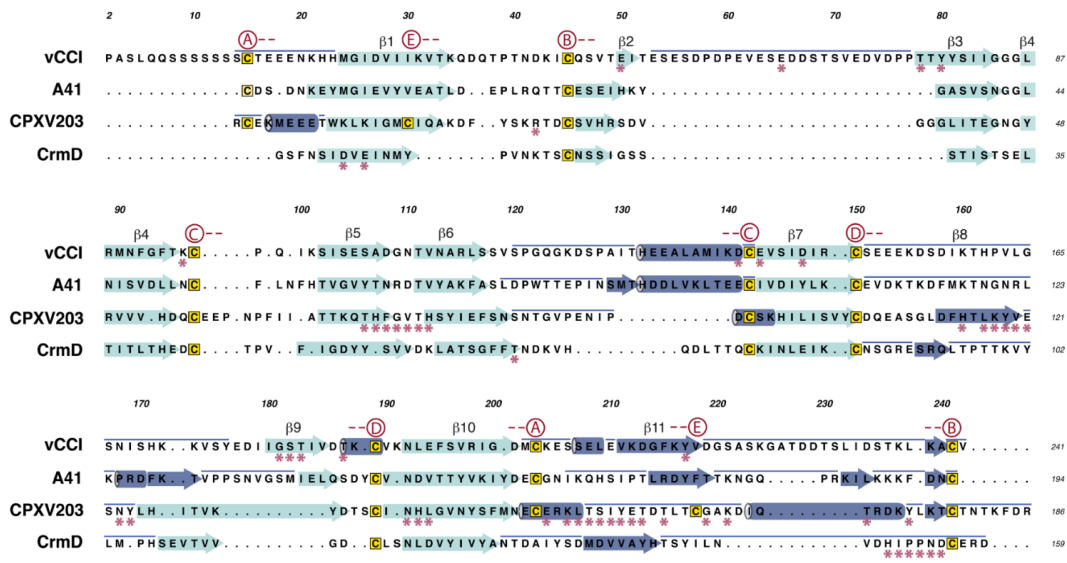 2 10 20 30 40 50 60 70 80
A E B
β1 β2 β3 β4
vCCI PASLQQSSSSSSSCTEEENKHHMGIDVIIKVTKQDQTPTNDKICQSVTEITESESDPDPEVESEDDSTSVEDVDPPTTYYSIIGGGL 87
A41 .............CDS.DNKEYMGIEVYVEATLD..EPLRQTTCESEIHKY...........................GASVSNGGL 44
CPXV203 ............RCEKMEEETWKLKIGMCIQAKDF..YSKRTDCSVHRSDV.........................GGGLITEGNGY 48
CrmD ................GSFNSIDVEINMY........PVNKTSCNSSIGSS............................STISTSEL 35
90 100 110 120 130 140 150 160
β4 C β5 β6 C β7 D β8
vCCI RMNFGFTKC.....P.Q.IKSISESADGNTVNARLSSVSPGQGKDSPAITHEEALAMIKDCEVSIDIR..CSEEEKDSDIKTHPVLG 165
A41 NISVDLLNC.....F.LNFHTVGVYTNRDTVYAKFASLDPWTTEPINSMTHDDLVKLTEECIVDIYLK..CEVDKTKDFMKTNGNRL 123
CPXV203 RVVV.HDQCEEP.NPFII.ATTKQTHFGVTHSYIEFSNSNTGVPENIP...........DCSKHILISVYCDQEASGLDFHTLKYVE 121
CrmD TITLTHEDC....TPV..F.IGDYY.SVVDKLATSGFFTNDKVH..........QDLTTQCKINLEIK..CNSGRESRQLTPTTKVY 102
170 180 190 200 210 220 230 240
β9 D β10 A β11 E B
vCCI SNISHK..KVSYEDIIGSTIVDTK.CVKNLEFSVRIG.DMCKESSELEVKDGFKYVDGSASKGATDDTSLIDSTKL.KACV...... 241
A41 KPRDFK..TVPPSNVGSMIELQSDYCV.NDVTTYVKIYDECGNIKQHSIPTLRDYFTTKNGQ..PRKILKKKF.DNC....... 194
CPXV203 SNYLH..ITVK.........YDTSCI.NHLGVNYSFMNECERKLTSIYETDTLCGAKDIQ.........TRDKYLKTCTNTKFDR 186
CrmD LM.PHSEVTVV.........GD..CLSNLDVYIVYANTDAIYSDMDVVAYHTSYILN.........VDHIPPNDCERD..... 159